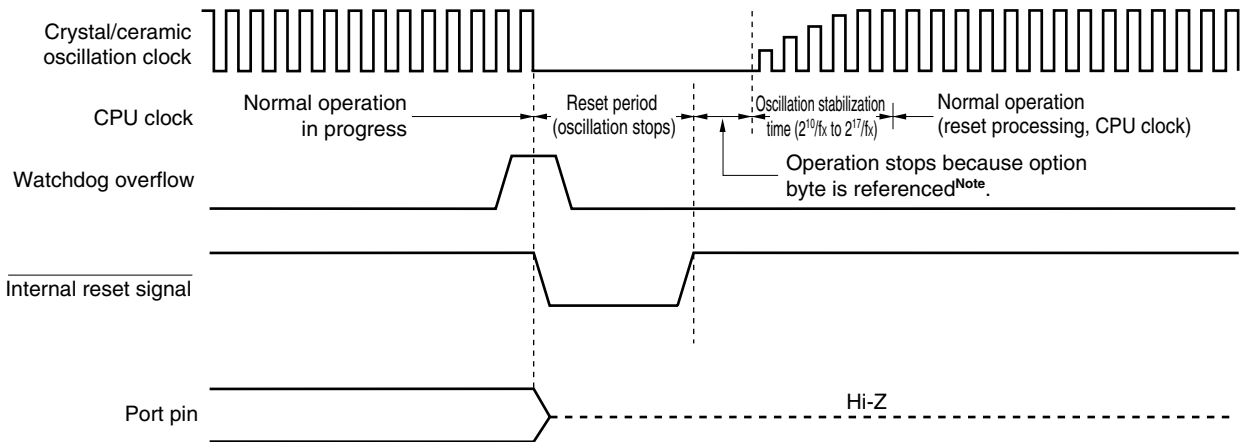 Crystal/ceramic
oscillation clock
CPU clock
Normal operation
in progress
Reset period
(oscillation stops)
Oscillation stabilization
time (2¹⁰/fx to 2¹⁷/fx)
Normal operation
(reset processing, CPU clock)
Operation stops because option
byte is referencedNote.
Watchdog overflow
Internal reset signal
Port pin
Hi-Z